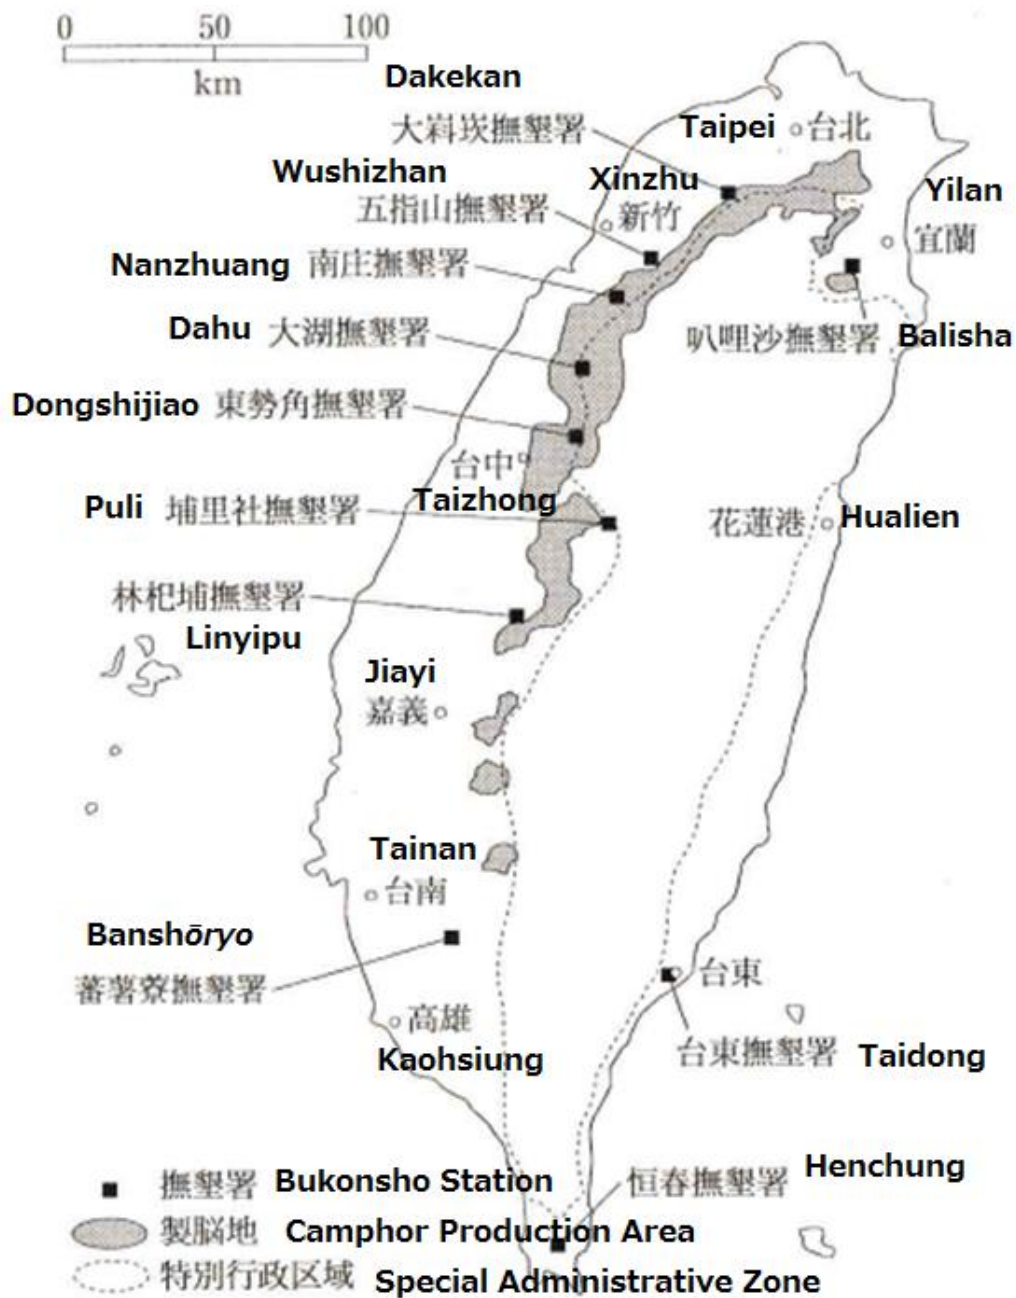 0 50 100
km
Dakekan
大嵙崁撫墾署
Taipei 台北
Wushizhan
Xinzhu
Yilan
五指山撫墾署
新竹
宜蘭
Nanzhuang 南庄撫墾署
Dahu 大湖撫墾署
叭哩沙撫墾署 Balisha
Dongshijiao 東勢角撫墾署
台中
Taizhong
Puli 埔里社撫墾署
花蓮港 Hualien
林杞埔撫墾署
Linyipu
Jiayi
嘉義
Tainan
台南
Banshōryo
蕃薯藔撫墾署
台東
高雄
Kaohsiung
台東撫墾署 Taidong
恒春撫墾署 Henchung
撫墾署 Bukonsho Station
製脳地 Camphor Production Area
特別行政区域 Special Administrative Zone